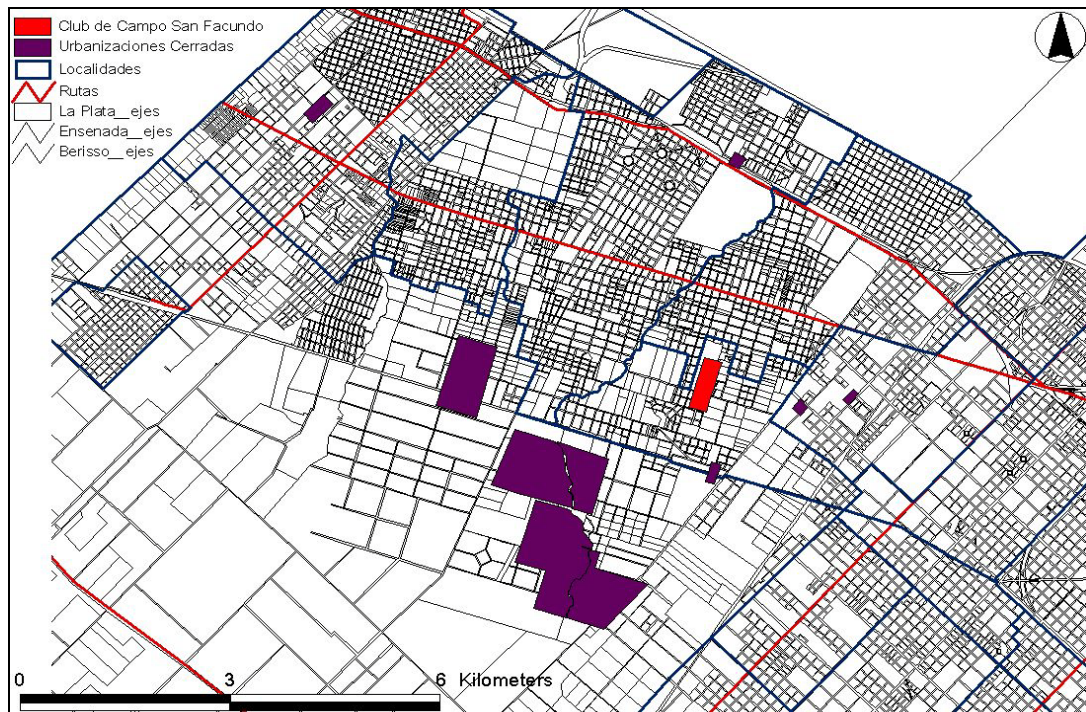 Club de Campo San Facundo
Urbanizaciones Cerradas
Localidades
Rutas
La Plata__ejes
Ensenada__ejes
Berisso__ejes
0 3 6 Kilometers